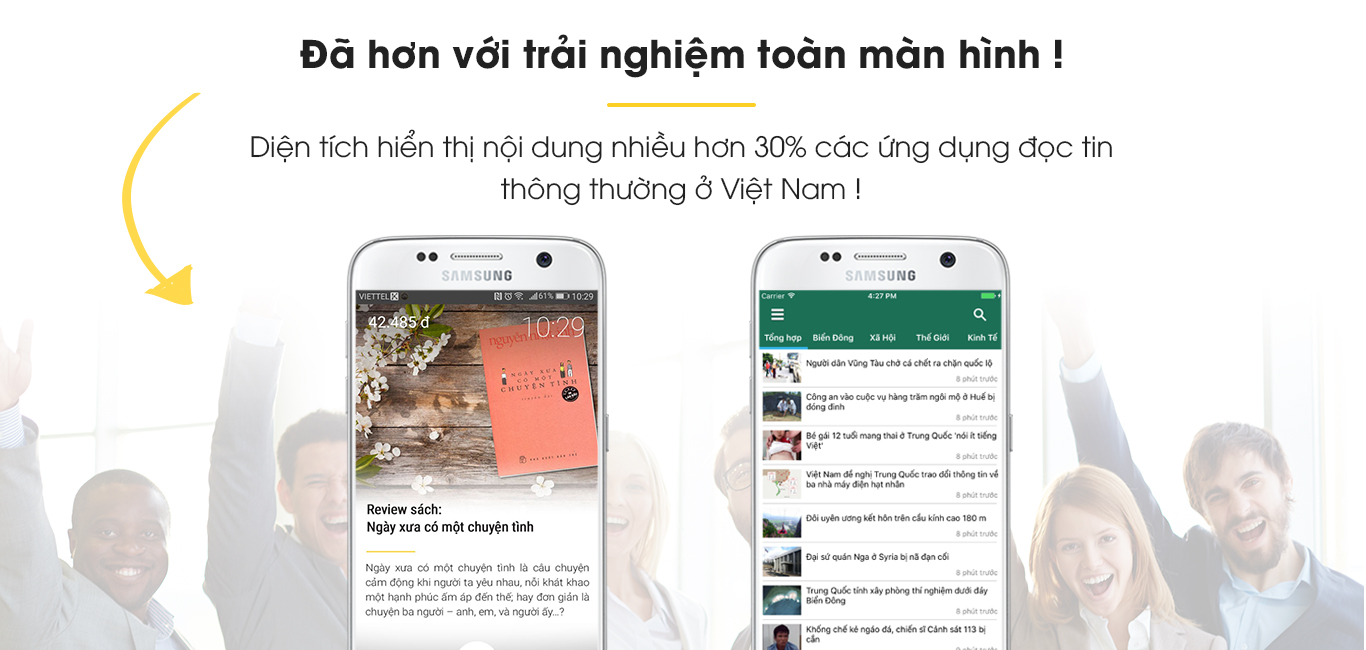 Đã hơn với trải nghiệm toàn màn hình !
Diện tích hiển thị nội dung nhiều hơn 30% các ứng dụng đọc tin
thông thường ở Việt Nam !
SAMSUNG
VIETTEL
61%
10:29
42.485 đ
10:29
NGÀY XƯA
CÓ MỘT
CHUYỆN TÌNH
Review sách:
Ngày xưa có một chuyện tình
Ngày xưa có một chuyện tình là câu chuyện
cảm động khi người ta yêu nhau, nỗi khát khao
một hạnh phúc ấm áp đến thế; hay đơn giản là
chuyện ba người – anh, em, và người ấy...?
SAMSUNG
Carrier
4:27 PM
Tổng hợp
Biển Đông
Xã Hội
Thế Giới
Kinh Tế
Người dân Vũng Tàu chở cá chết ra chặn quốc lộ
8 phút trước
Công an vào cuộc vụ hàng trăm ngôi mộ ở Huế bị
đóng đinh
8 phút trước
Bé gái 12 tuổi mang thai ở Trung Quốc 'nói ít tiếng
Việt'
8 phút trước
Việt Nam đề nghị Trung Quốc trao đổi thông tin về
ba nhà máy điện hạt nhân
8 phút trước
Đôi uyên ương kết hôn trên cầu kính cao 180 m
8 phút trước
Đại sứ quán Nga ở Syria bị nã đạn cối
8 phút trước
Trung Quốc tính xây phòng thí nghiệm dưới đáy
Biển Đông
8 phút trước
Khống chế kẻ ngáo đá, chiến sĩ Cảnh sát 113 bị
cắn